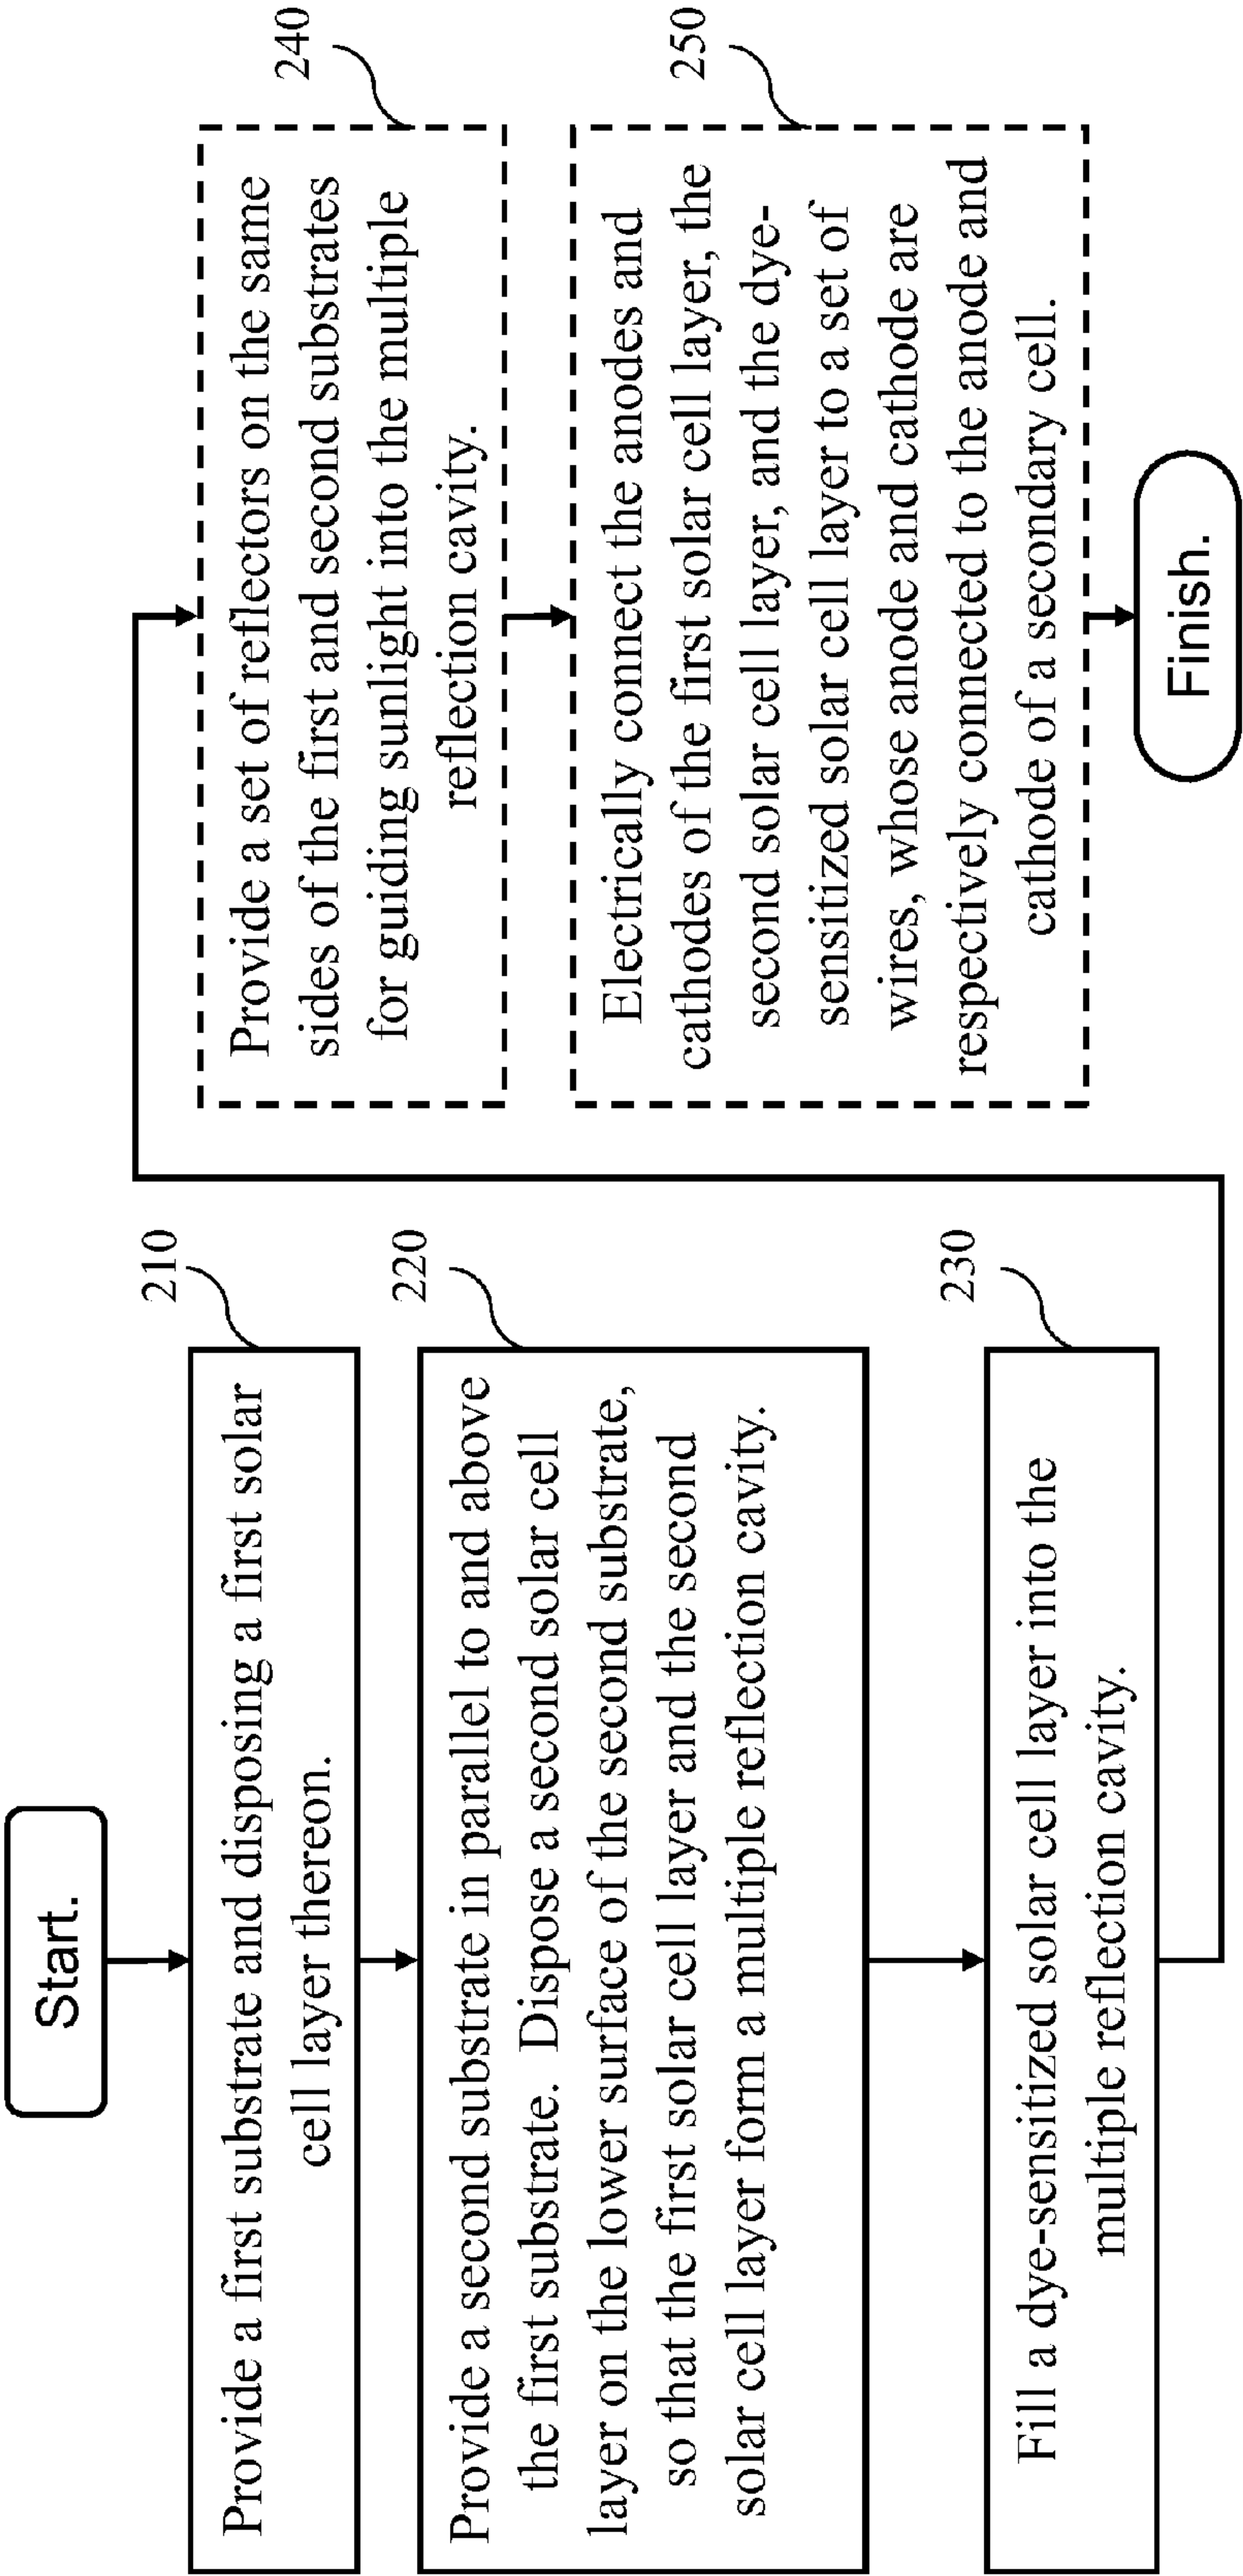 Start.
210
Provide a first substrate and disposing a first solar
cell layer thereon.
220
Provide a second substrate in parallel to and above
the first substrate. Dispose a second solar cell
layer on the lower surface of the second substrate,
so that the first solar cell layer and the second
solar cell layer form a multiple reflection cavity.
230
Fill a dye-sensitized solar cell layer into the
multiple reflection cavity.
240
Provide a set of reflectors on the same
sides of the first and second substrates
for guiding sunlight into the multiple
reflection cavity.
250
Electrically connect the anodes and
cathodes of the first solar cell layer, the
second solar cell layer, and the dye-
sensitized solar cell layer to a set of
wires, whose anode and cathode are
respectively connected to the anode and
cathode of a secondary cell.
Finish.